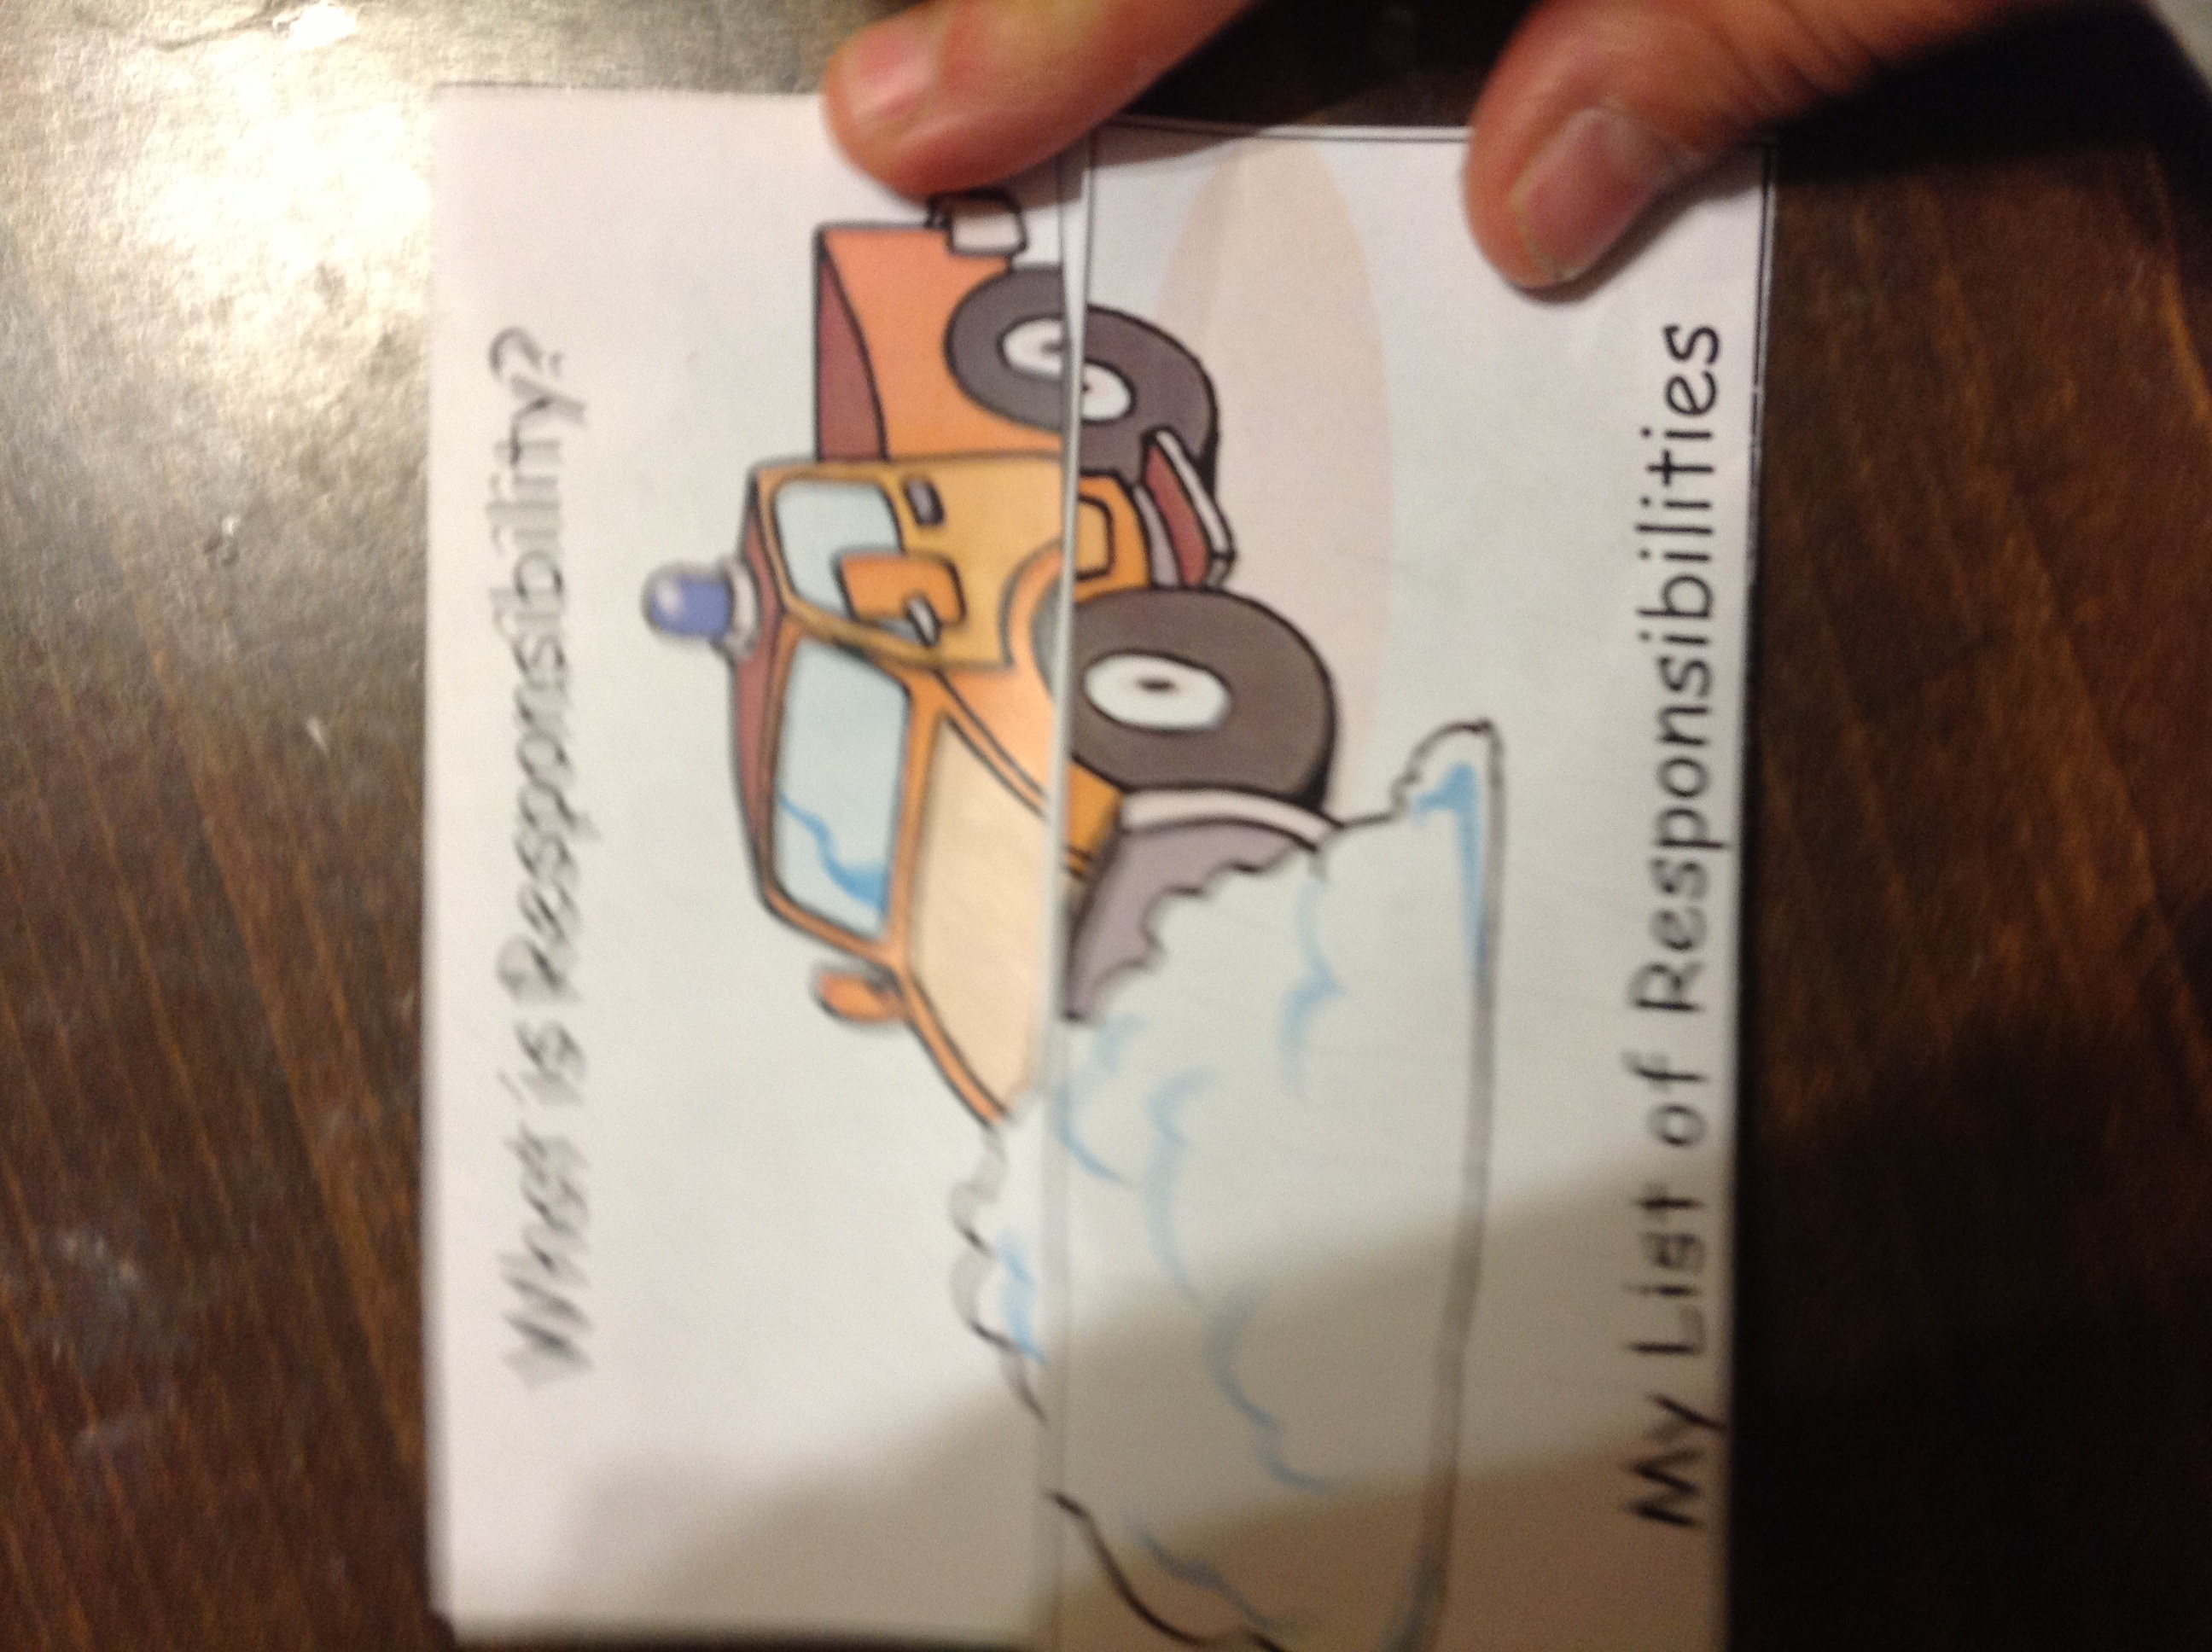 What is Responsibility?
My List of Responsibilities